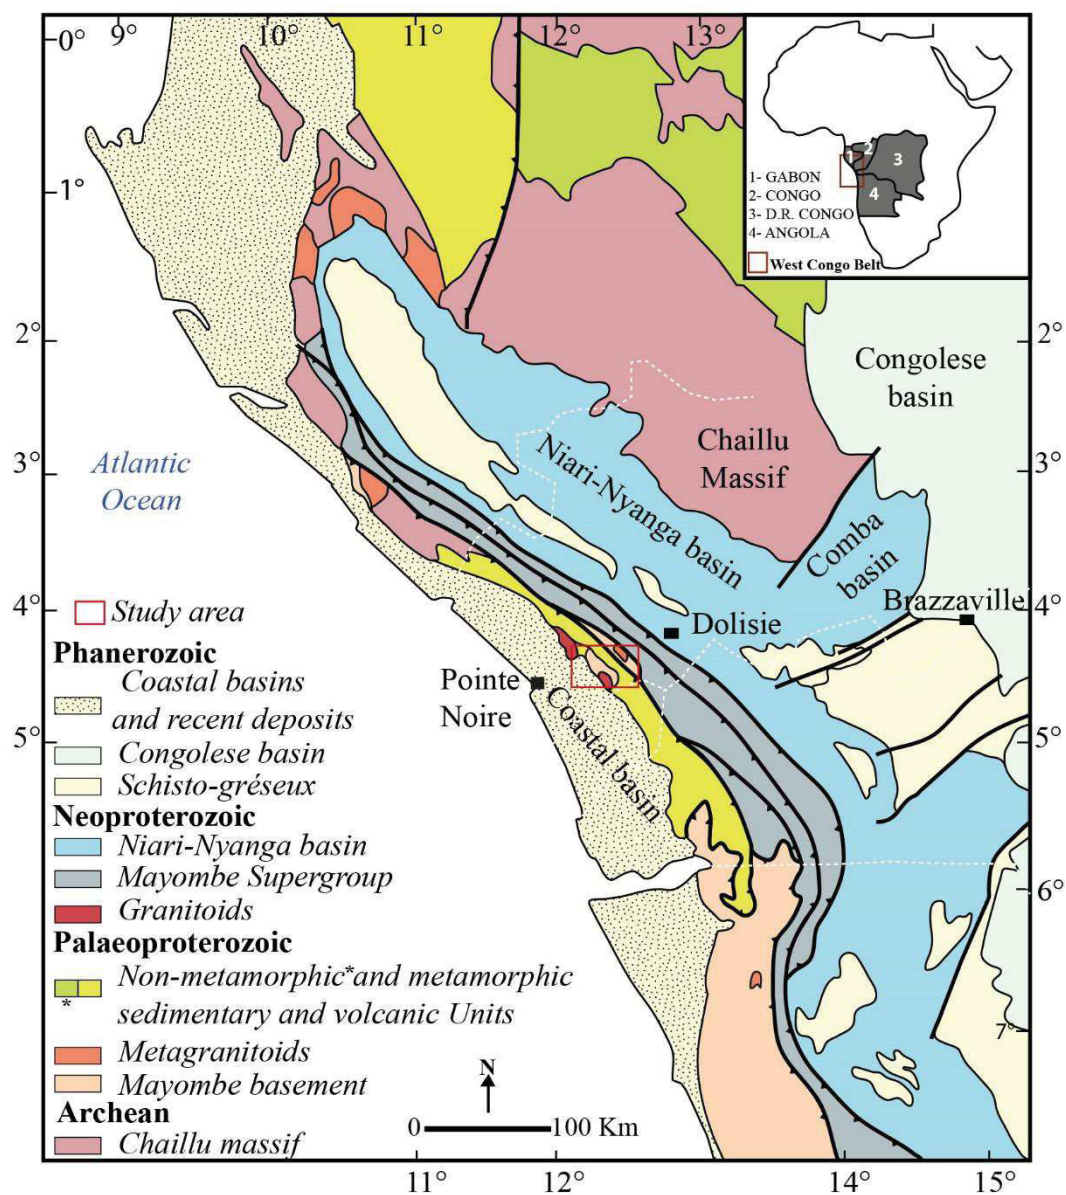 0° 9° 10° 11° 12° 13°
1°
2°
3°
4°
5°
1
2
3
4
1- GABON
2- CONGO
3- D.R. CONGO
4- ANGOLA
West Congo Belt
2°
3°
4°
5°
6°
7°
Congolese
basin
Chaillu
Massif
Niari-Nyanga basin
Comba
basin
Atlantic
Ocean
Brazzaville
Dolisie
Pointe
Noire
Coastal basin
Study area
Phanerozoic
Coastal basins
and recent deposits
Congolese basin
Schisto-gréseux
Neoproterozoic
Niari-Nyanga basin
Mayombe Supergroup
Granitoids
Palaeoproterozoic
Non-metamorphic*and metamorphic
*
sedimentary and volcanic Units
Metagranitoids
Mayombe basement
Archean
Chaillu massif
N
0 100 Km
11° 12° 14° 15°